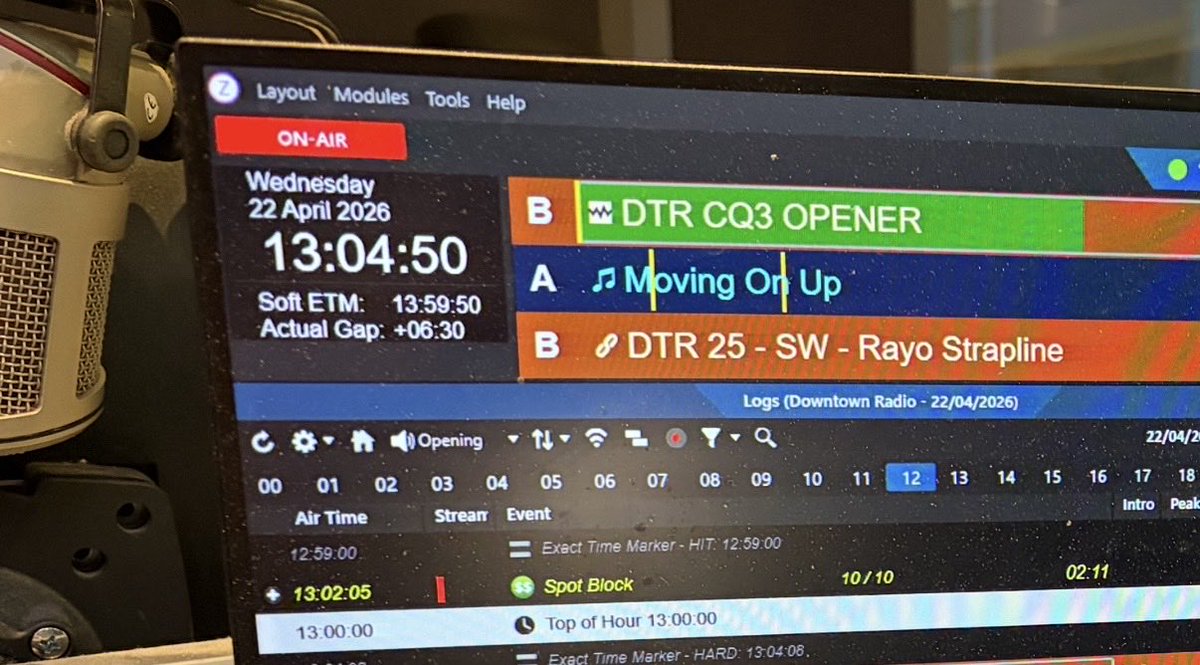 Z Layout Modules Tools Help
ON-AIR
Wednesday
22 April 2026
13:04:50
Soft ETM: 13:59:50
Actual Gap: +06:30
B DTR CQ3 OPENER
A Moving On Up
B DTR 25 - SW - Rayo Strapline
Logs (Downtown Radio - 22/04/2026)
Opening 22/04/20
00 01 02 03 04 05 06 07 08 09 10 11 12 13 14 15 16 17 18
Air Time Stream Event Intro Peak
12:59:00 Exact Time Marker - HIT: 12:59:00
13:02:05 $$ Spot Block 10 / 10 02:11
13:00:00 Top of Hour 13:00:00
Exact Time Marker - HARD: 13:04:08